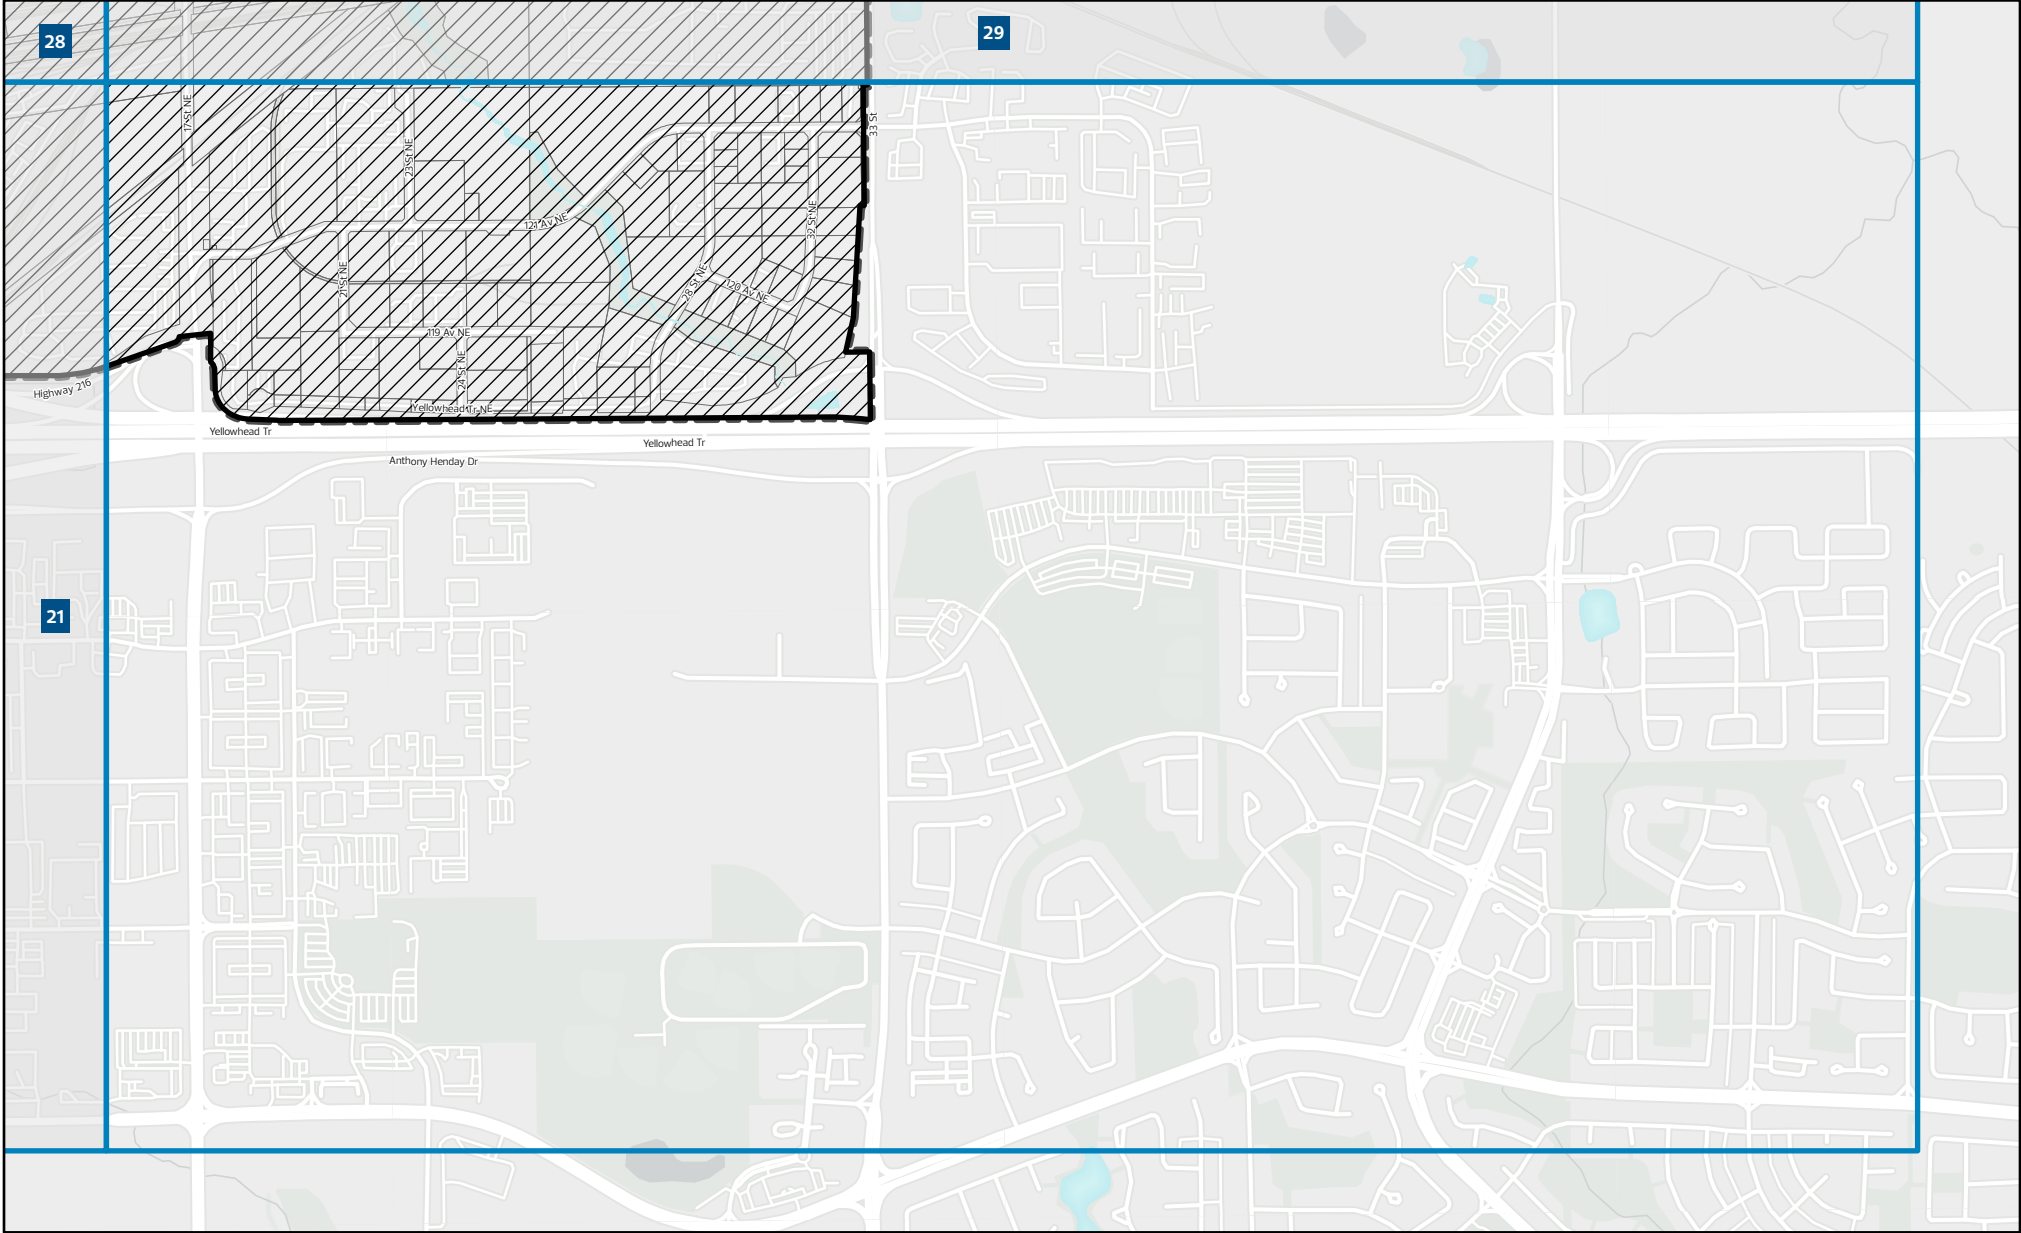 28
29
17 St NE
33 St
23 St NE
121 Av NE
32 St NE
21 St NE
28 St NE
120 Av NE
119 Av NE
24 St NE
Highway 216
Yellowhead Tr NE
Yellowhead Tr
Yellowhead Tr
Anthony Henday Dr
21